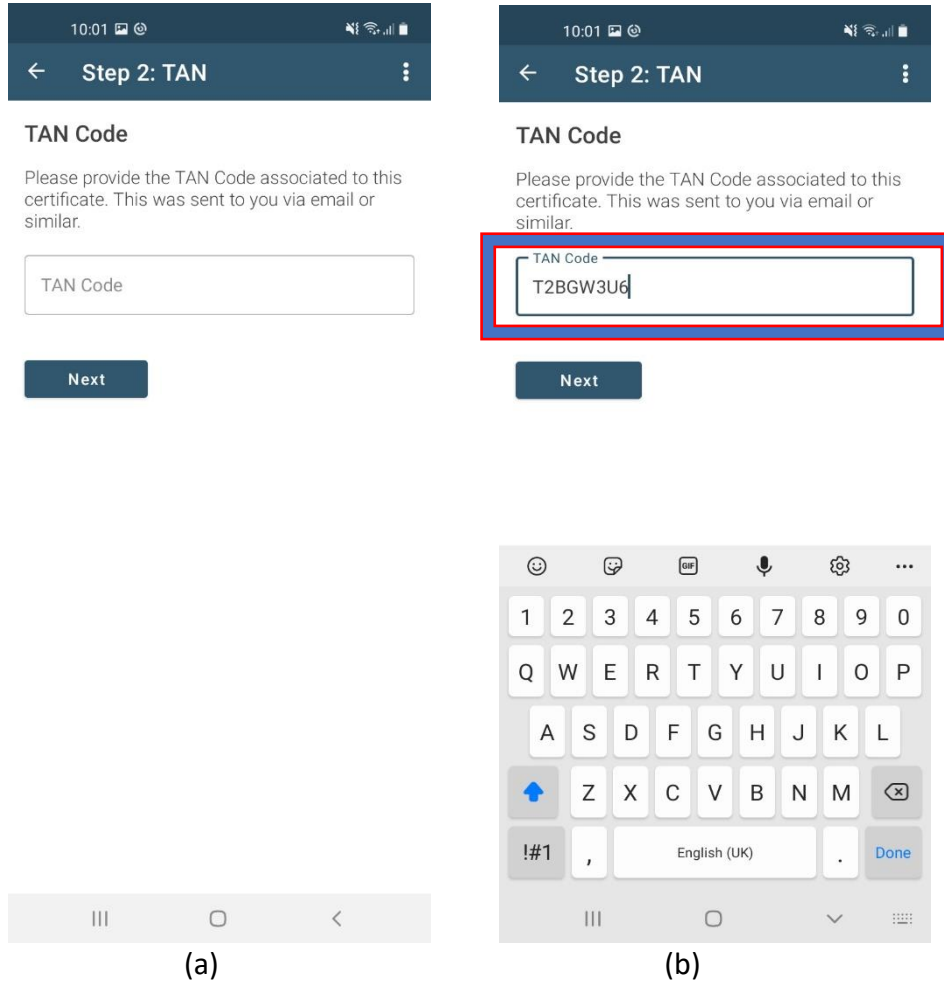 10:01
Step 2: TAN
TAN Code
Please provide the TAN Code associated to this
certificate. This was sent to you via email or
similar.
TAN Code
Next
(a)
10:01
Step 2: TAN
TAN Code
Please provide the TAN Code associated to this
certificate. This was sent to you via email or
similar.
TAN Code
T2BGW3U6
Next
GIF
1 2 3 4 5 6 7 8 9 0
Q W E R T Y U I O P
A S D F G H J K L
Z X C V B N M
!#1 , English (UK) . Done
(b)